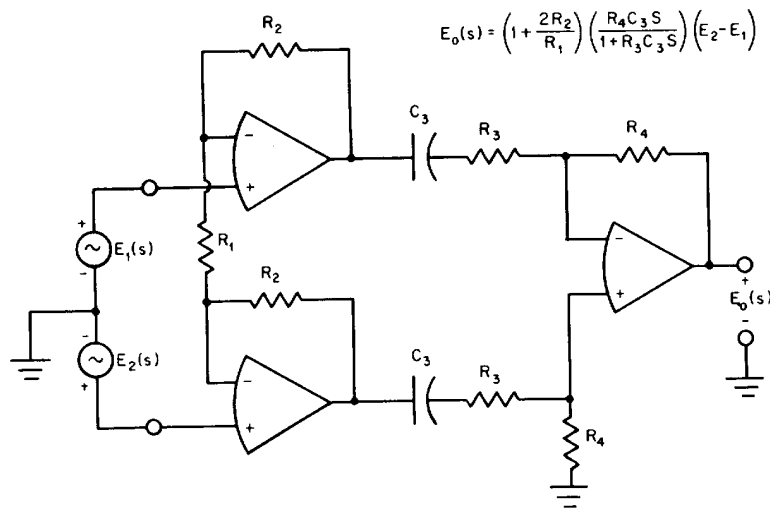 R₂
E₀(s) = (1 + 2R₂/R₁) (R₄C₃S/1 + R₃C₃S) (E₂ - E₁)
C₃
R₃
R₄
-
+
+
E₁(s)
-
R₁
R₂
-
+
+
E₀(s)
-
-
E₂(s)
+
C₃
R₃
-
+
R₄